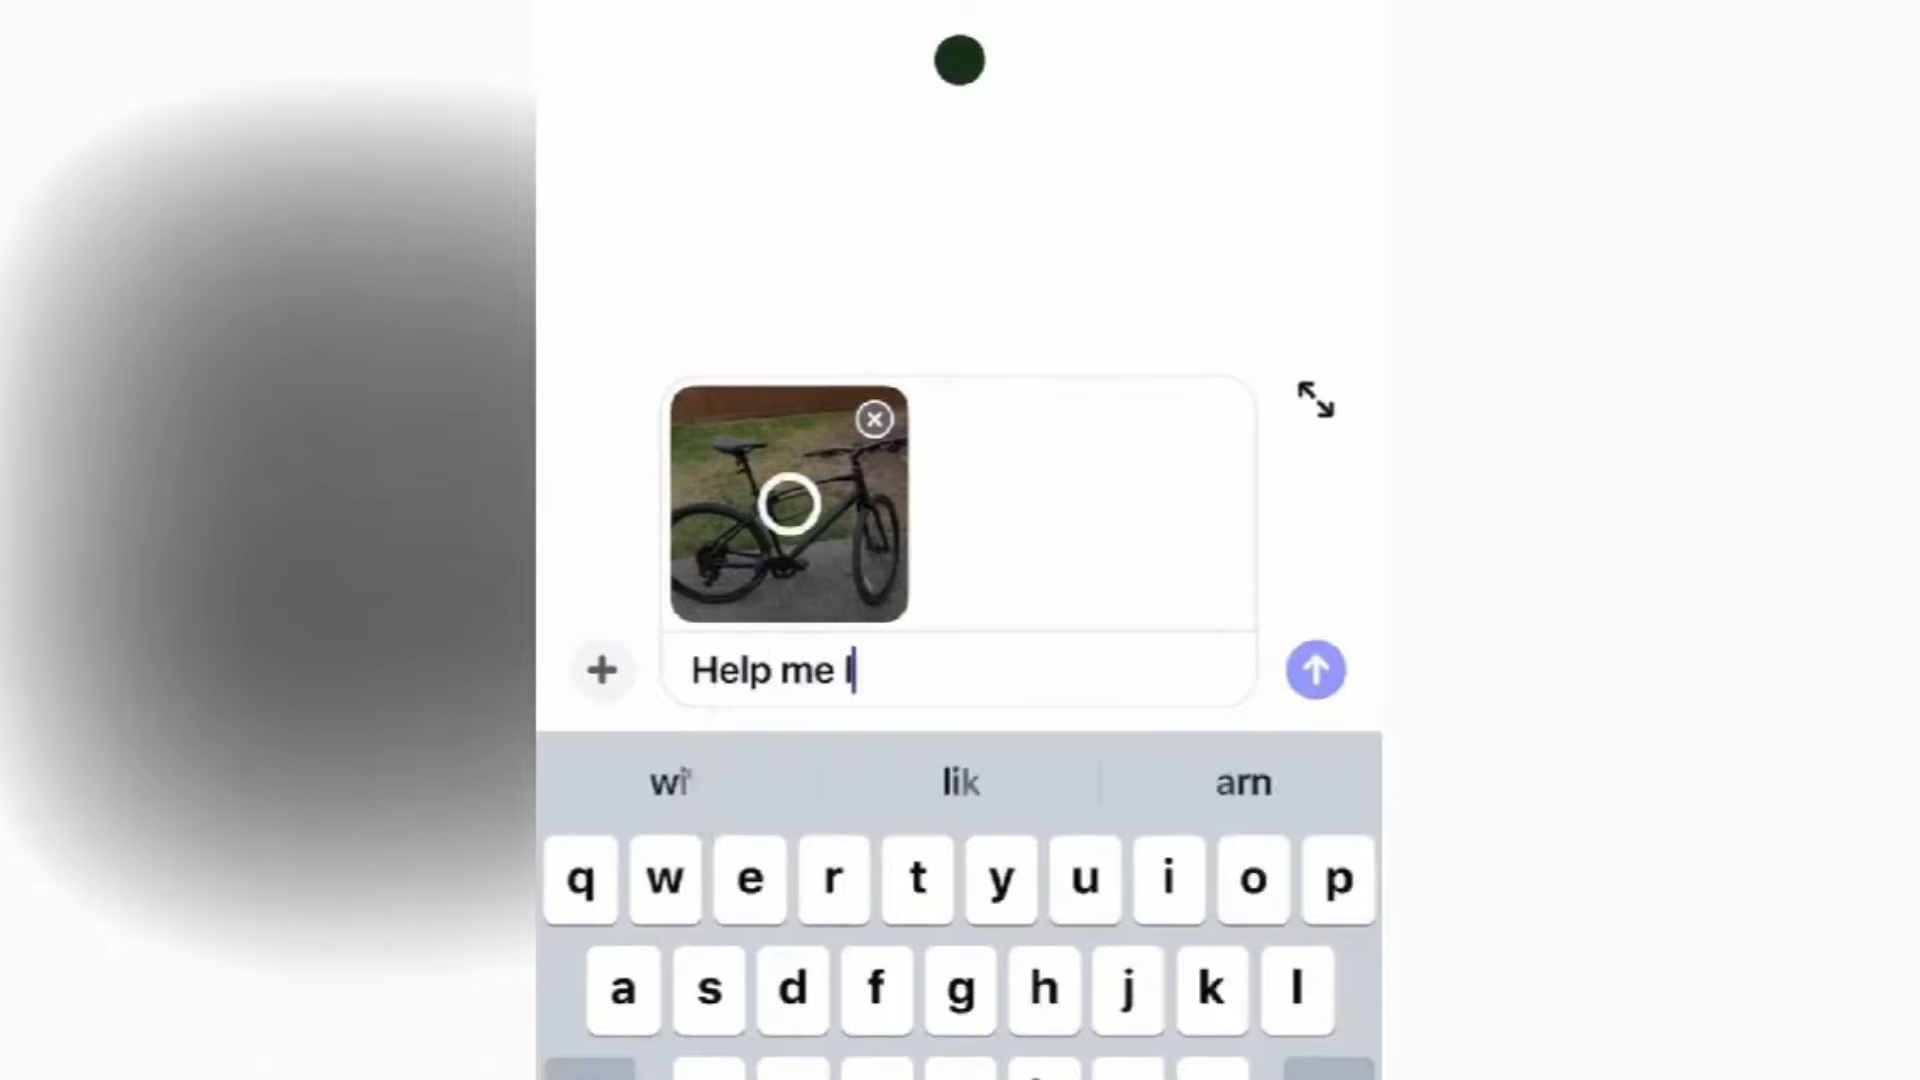 Help me l
wi
lik
arn
q w e r t y u i o p
a s d f g h j k l